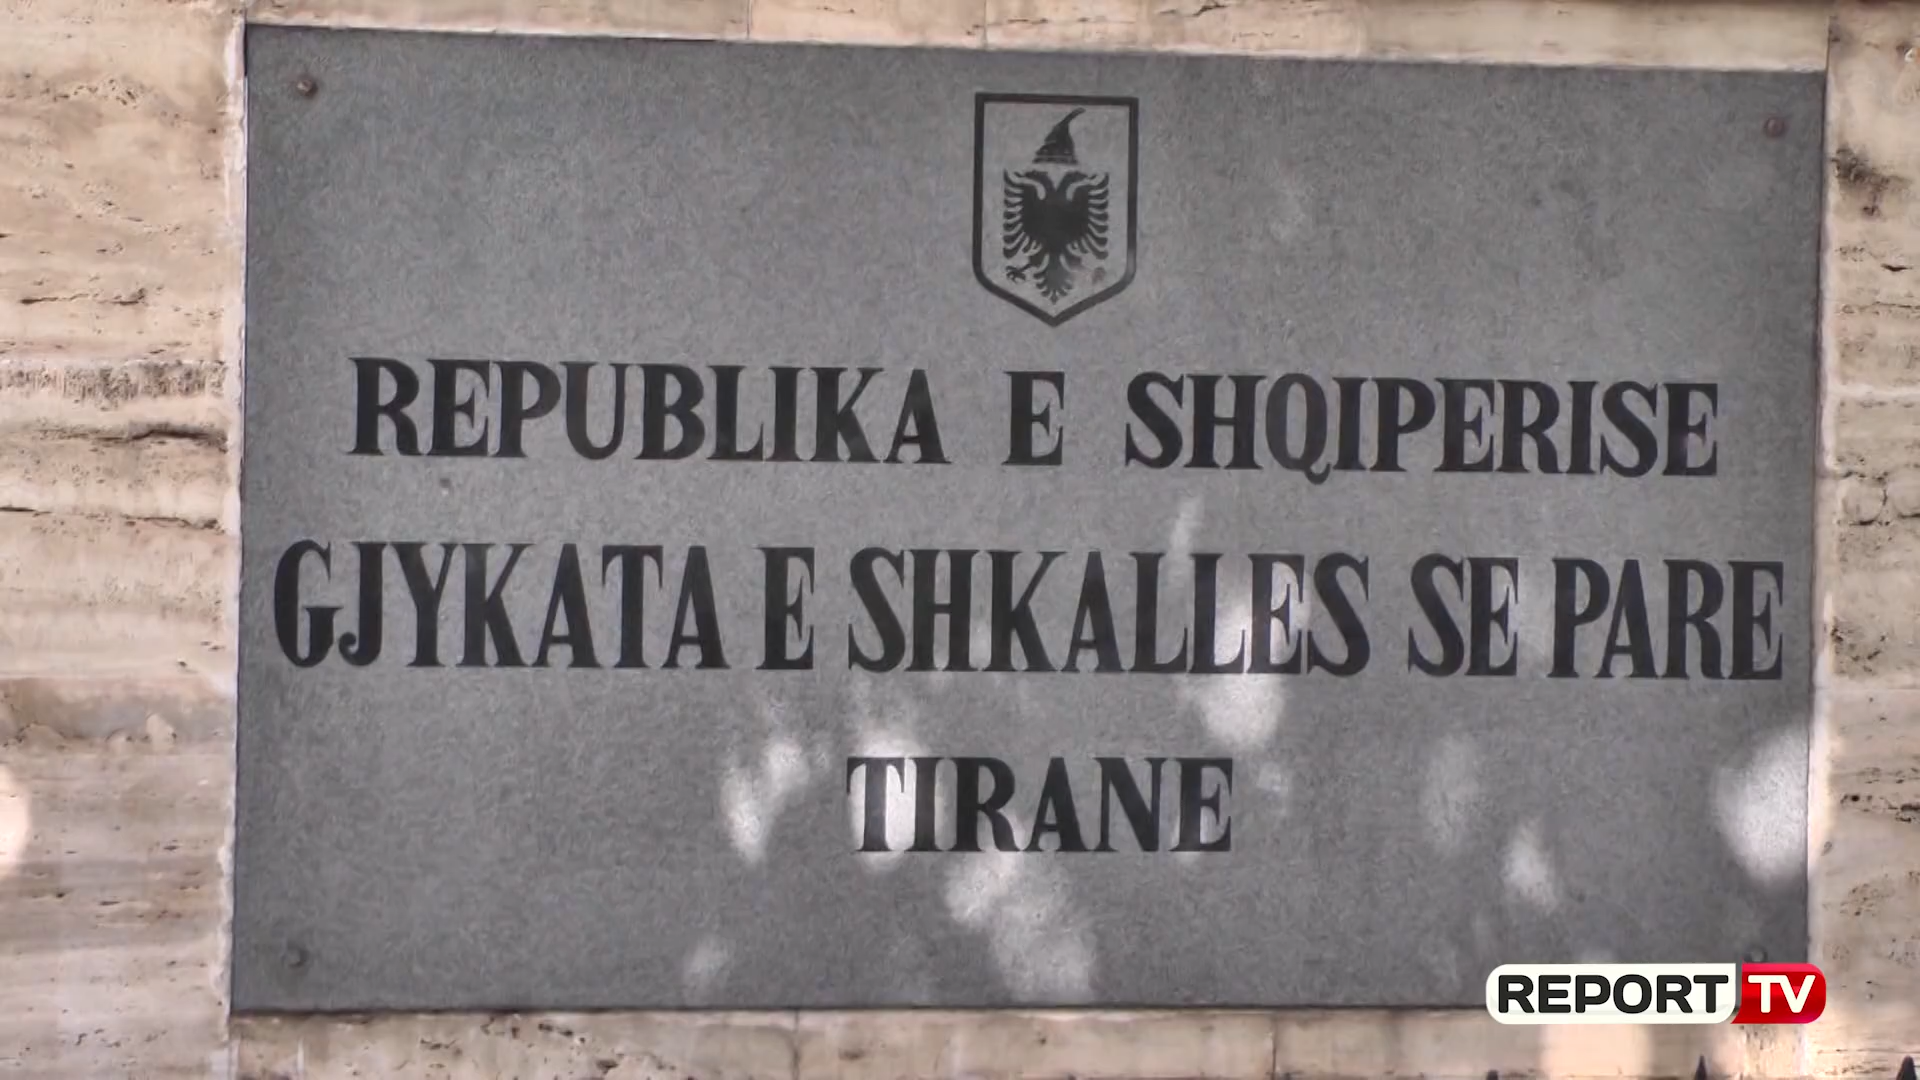 REPUBLIKA E SHQIPERISE
GJYKATA E SHKALLES SE PARE
TIRANE
REPORT TV